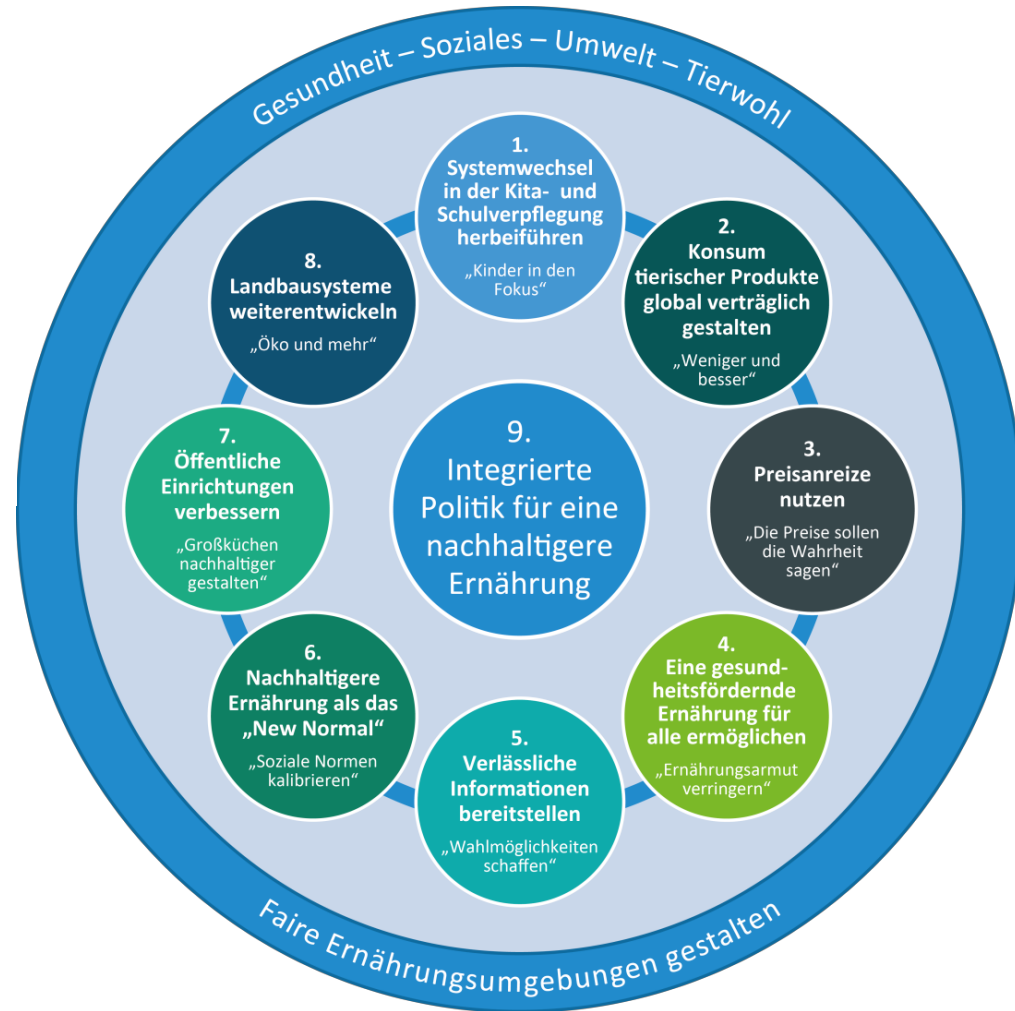 Gesundheit – Soziales – Umwelt – Tierwohl
1.
Systemwechsel
in der Kita- und
Schulverpflegung
herbeiführen
„Kinder in den
Fokus“
2.
Konsum
tierischer Produkte
global verträglich
gestalten
„Weniger und
besser“
3.
Preisanreize
nutzen
„Die Preise sollen
die Wahrheit
sagen“
4.
Eine gesund-
heitsfördernde
Ernährung für
alle ermöglichen
„Ernährungsarmut
verringern“
5.
Verlässliche
Informationen
bereitstellen
„Wahlmöglichkeiten
schaffen“
6.
Nachhaltigere
Ernährung als das
„New Normal“
„Soziale Normen
kalibrieren“
7.
Öffentliche
Einrichtungen
verbessern
„Großküchen
nachhaltiger
gestalten“
8.
Landbausysteme
weiterentwickeln
„Öko und mehr“
9.
Integrierte
Politik für eine
nachhaltigere
Ernährung
Faire Ernährungsumgebungen gestalten